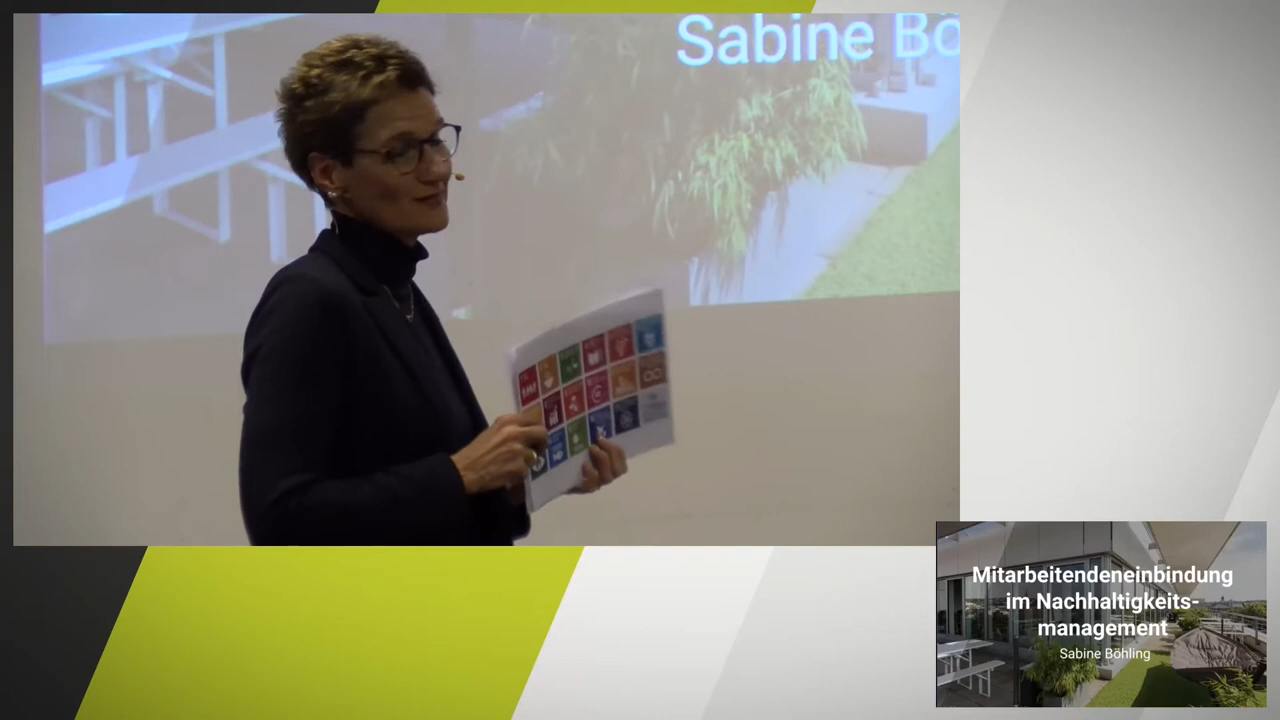 Sabine Bö
Mitarbeitendeneinbindung
im Nachhaltigkeits-
management
Sabine Böhling